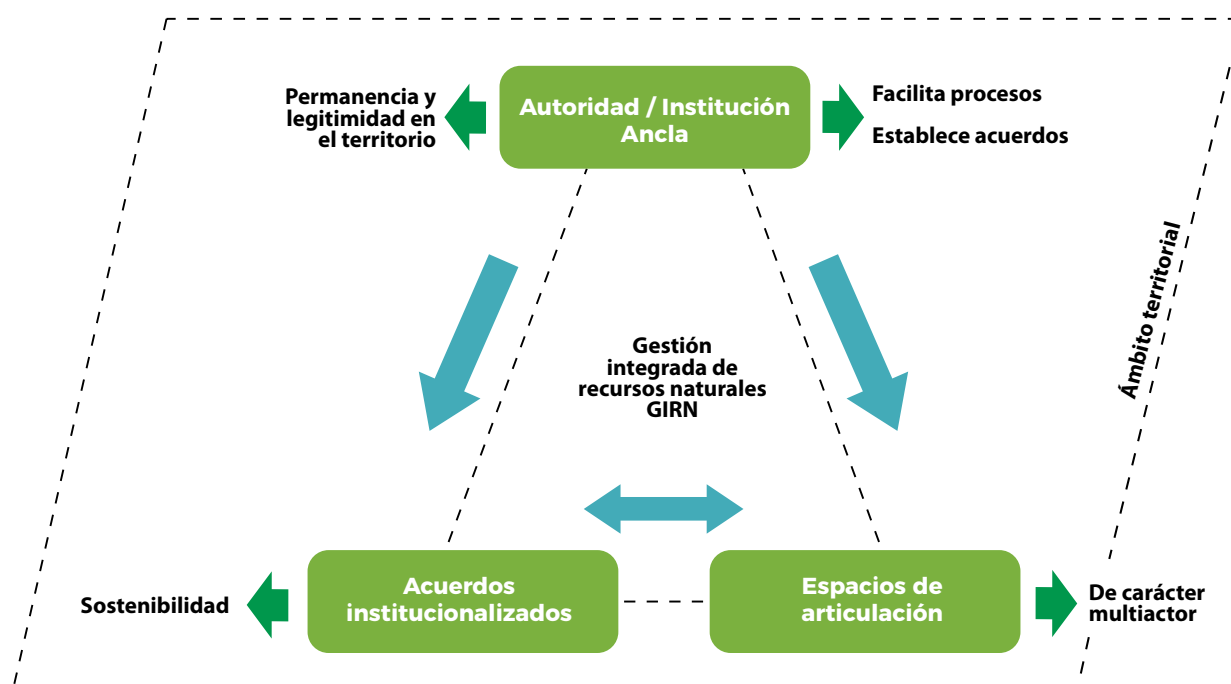 Permanencia y
legitimidad en
el territorio
Autoridad / Institución
Ancla
Facilita procesos
Establece acuerdos
Ámbito territorial
Gestión
integrada de
recursos naturales
GIRN
Sostenibilidad
Acuerdos
institucionalizados
Espacios de
articulación
De carácter
multiactor